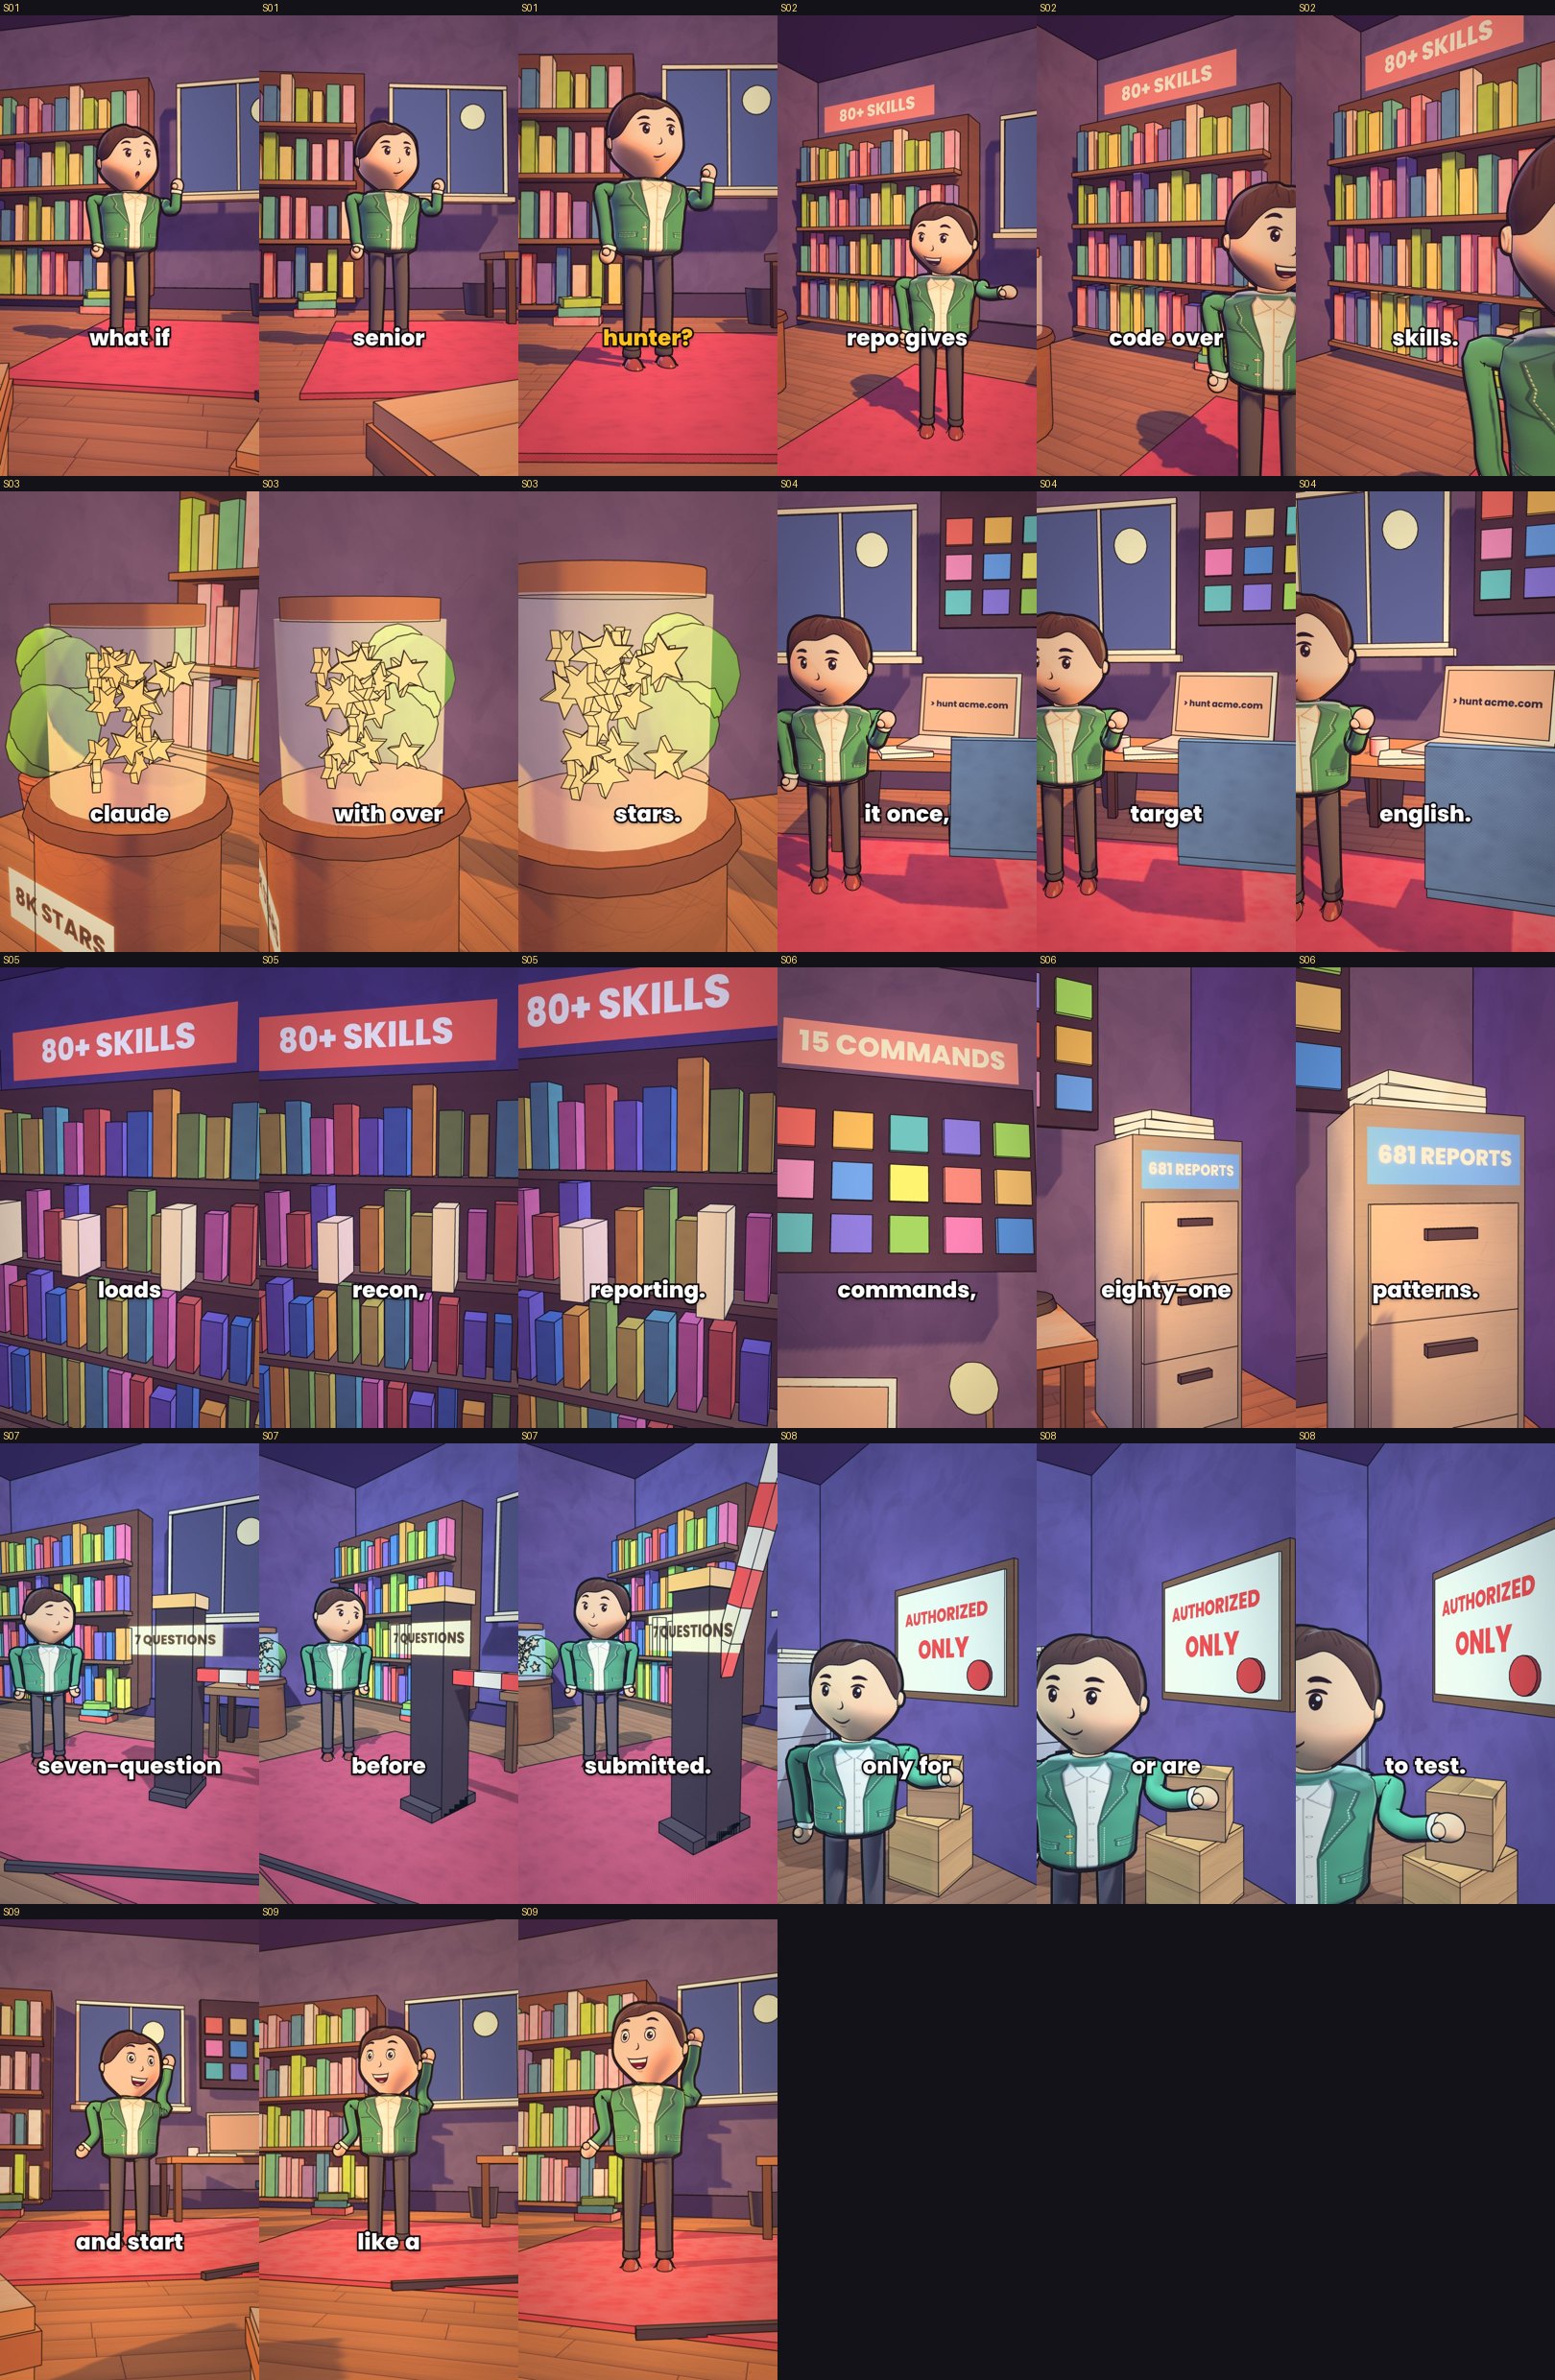 S01
S01
S01
S02
S02
S02
80+ SKILLS
80+ SKILLS
80+ SKILLS
what if
senior
hunter?
repo gives
code over
skills.
S03
S03
S03
S04
S04
S04
> hunt acme.com
> hunt acme.com
> hunt acme.com
claude
with over
stars.
it once,
target
english.
8K STARS
S05
S05
S05
S06
S06
S06
80+ SKILLS
80+ SKILLS
80+ SKILLS
15 COMMANDS
681 REPORTS
681 REPORTS
loads
recon,
reporting.
commands,
eighty-one
patterns.
S07
S07
S07
S08
S08
S08
7 QUESTIONS
7 QUESTIONS
7 QUESTIONS
AUTHORIZED
ONLY
AUTHORIZED
ONLY
AUTHORIZED
ONLY
seven-question
before
submitted.
only for
or are
to test.
S09
S09
S09
and start
like a